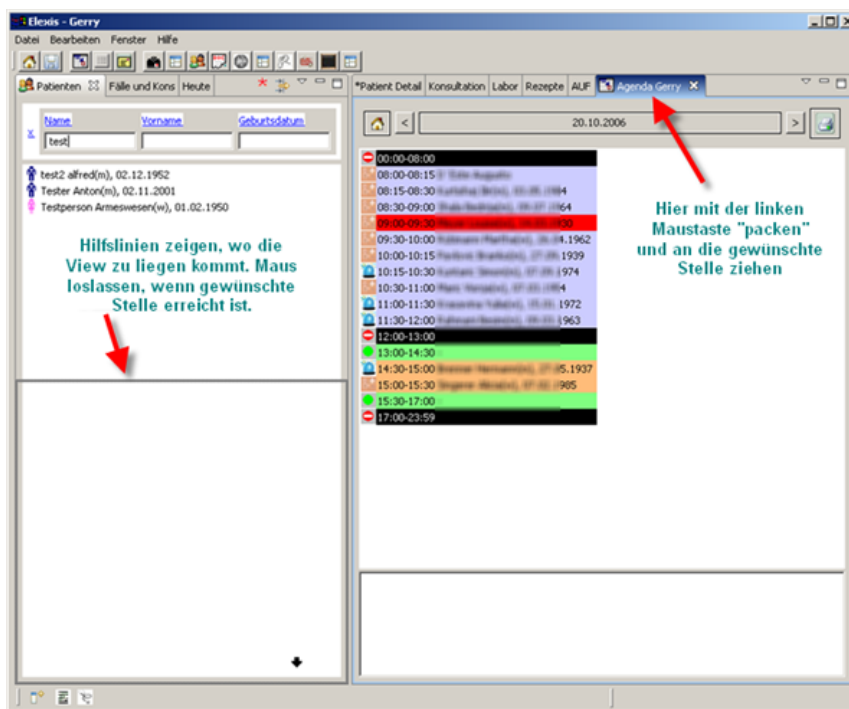 Elexis - Gerry
Datei Bearbeiten Fenster Hilfe
Patienten Fälle und Kons Heute
*Patient Detail Konsultation Labor Rezepte AUF Agenda Gerry
Name Vorname Geburtsdatum
x
test
< 20.10.2006 >
test2 alfred(m), 02.12.1952
Tester Anton(m), 02.11.2001
Testperson Armeswesen(w), 01.02.1950
Hilfslinien zeigen, wo die
View zu liegen kommt. Maus
loslassen, wenn gewünschte
Stelle erreicht ist.
00:00-08:00
08:00-08:15
08:15-08:30
08:30-09:00
09:00-09:30
09:30-10:00 1962
10:00-10:15 1939
10:15-10:30 1974
10:30-11:00
11:00-11:30 1972
11:30-12:00 1963
12:00-13:00
13:00-14:30
14:30-15:00 1937
15:00-15:30 1985
15:30-17:00
17:00-23:59
Hier mit der linken
Maustaste "packen"
und an die gewünschte
Stelle ziehen